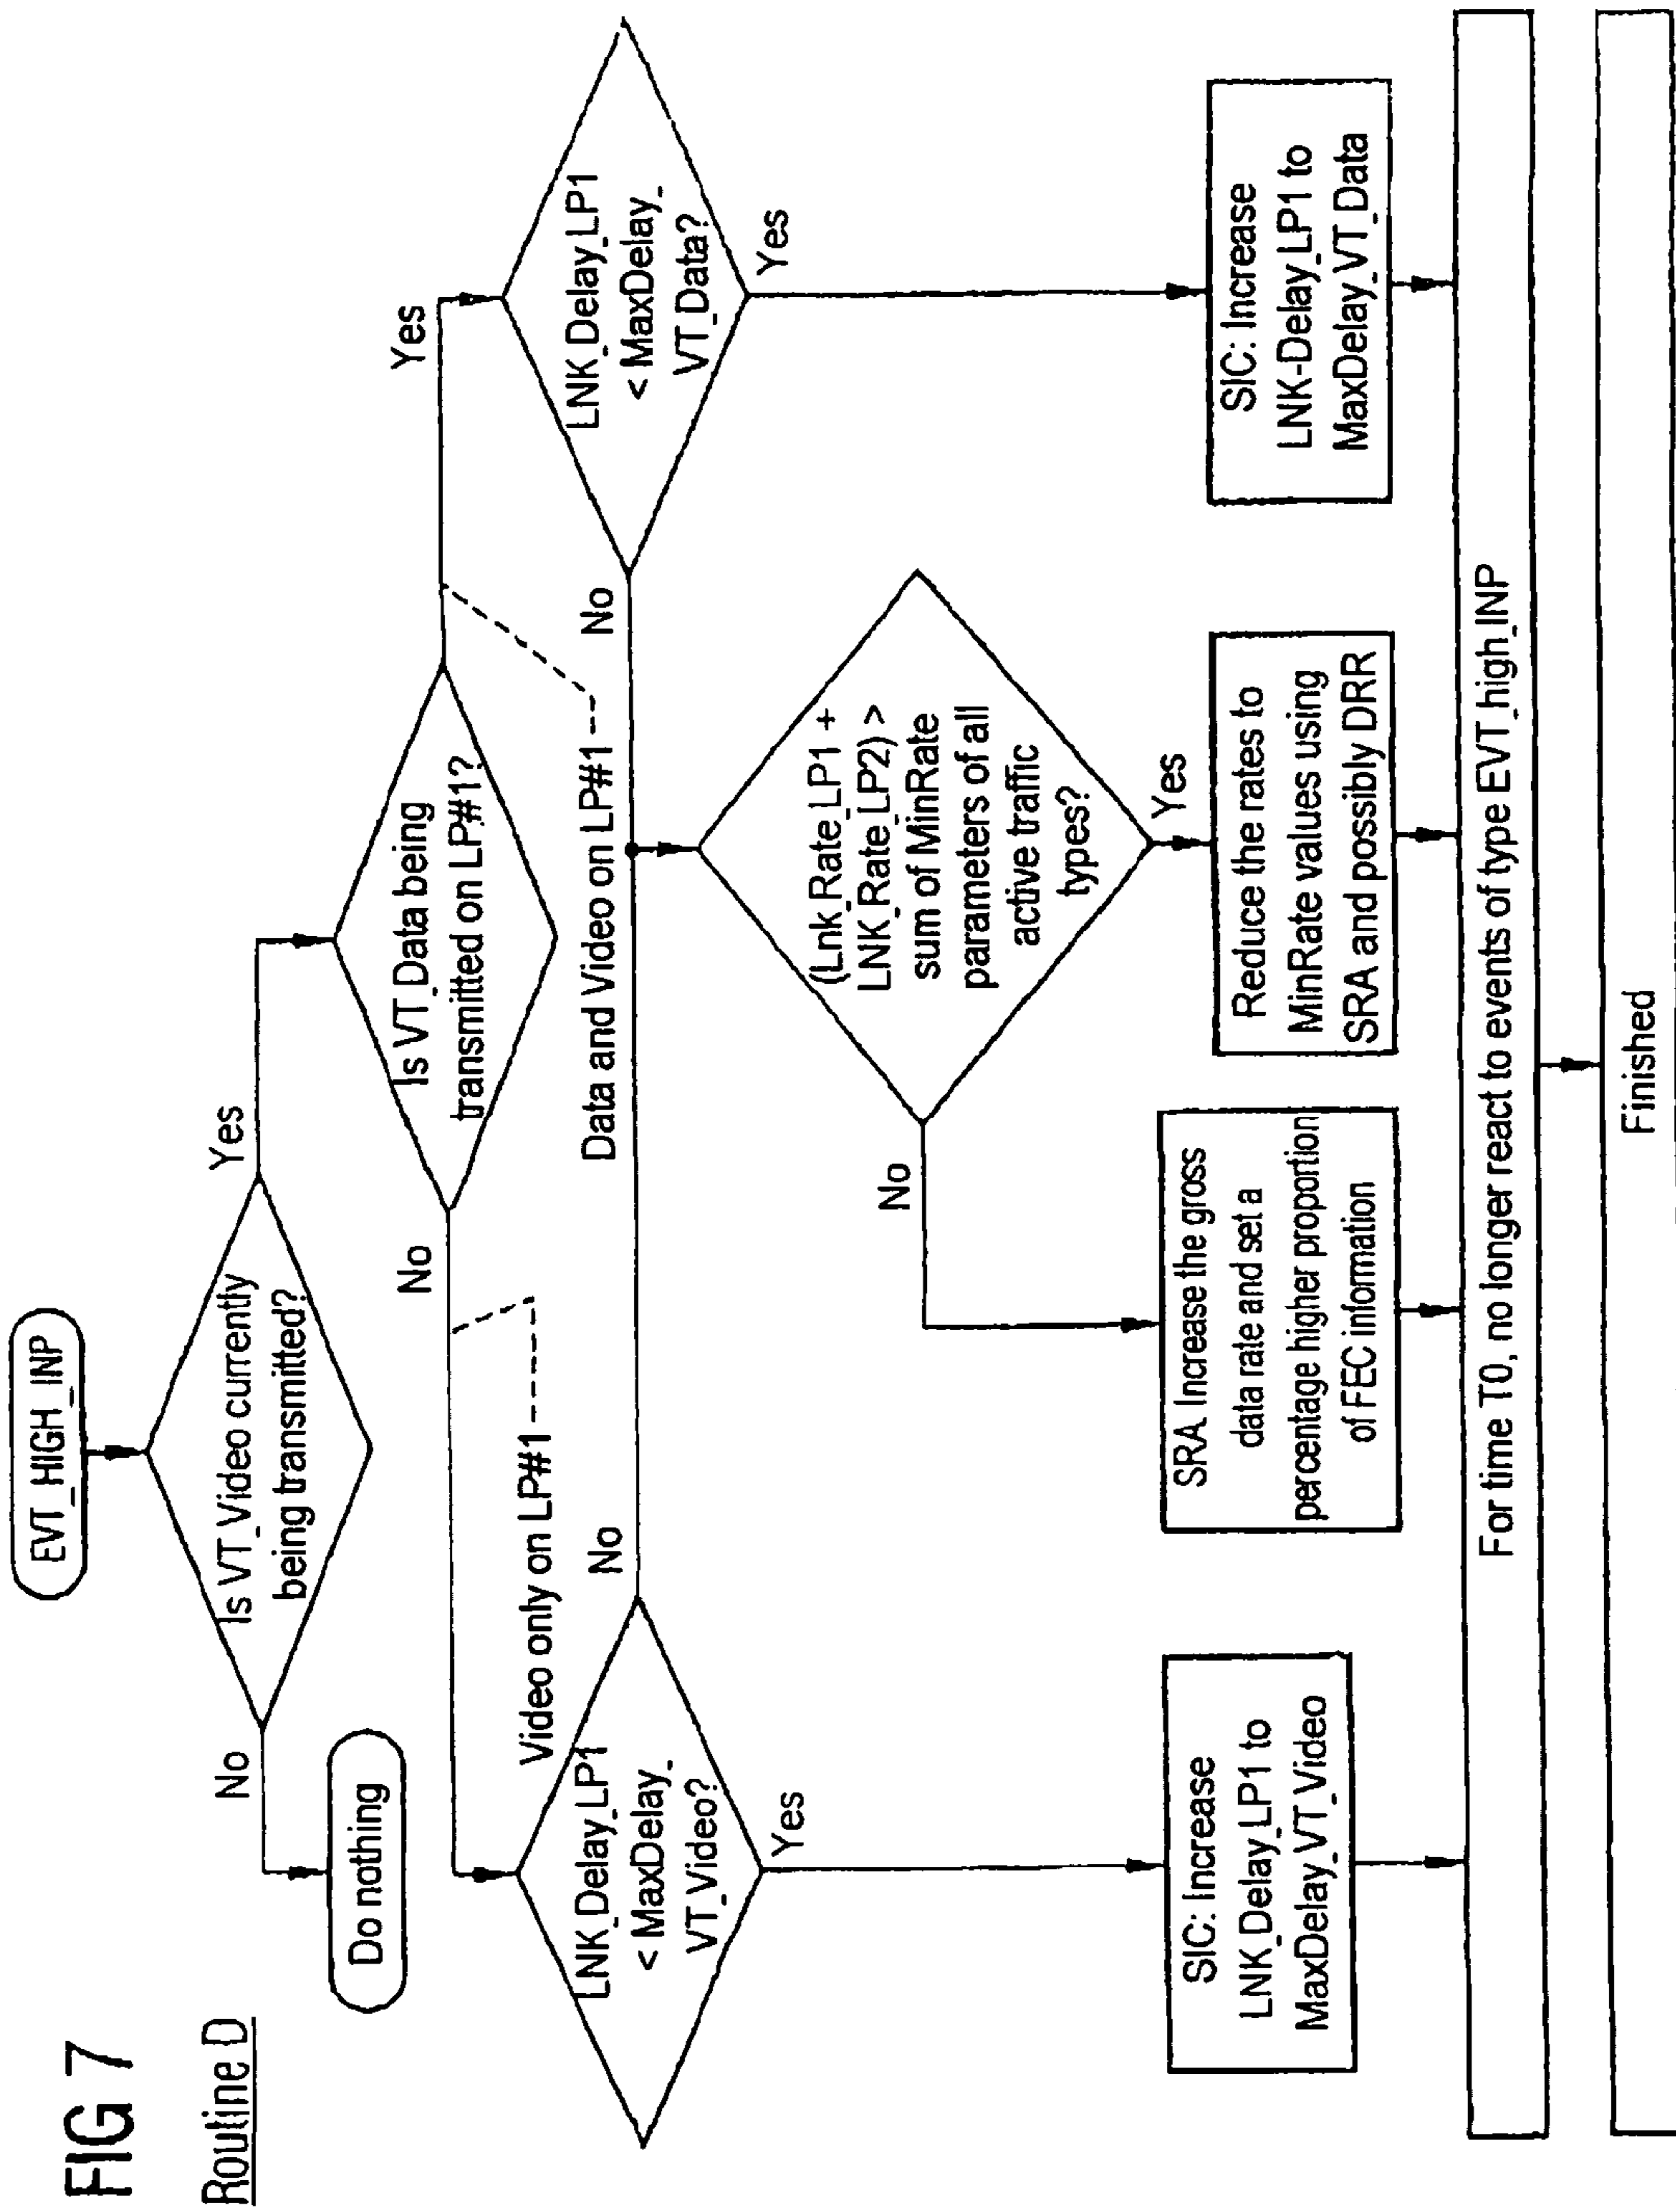 FIG 7
Routine D
EVT_HIGH_INP
Is VT_Video currently
being transmitted?
No
Yes
Do nothing
Is VT_Data being
transmitted on LP#1?
No
Yes
Video only on LP#1
Data and Video on LP#1
LNK_Delay_LP1
< MaxDelay_
VT_Video?
No
Yes
LNK_Delay_LP1
< MaxDelay_
VT_Data?
No
Yes
(Lnk_Rate_LP1 +
LNK_Rate_LP2) >
sum of MinRate
parameters of all
active traffic
types?
No
Yes
SIC: Increase
LNK_Delay_LP1 to
MaxDelay_VT_Video
SRA Increase the gross
data rate and set a
percentage higher proportion
of FEC information
Reduce the rates to
MinRate values using
SRA and possibly DRR
SIC: Increase
LNK-Delay_LP1 to
MaxDelay_VT_Data
For time T0, no longer react to events of type EVT_high_INP
Finished